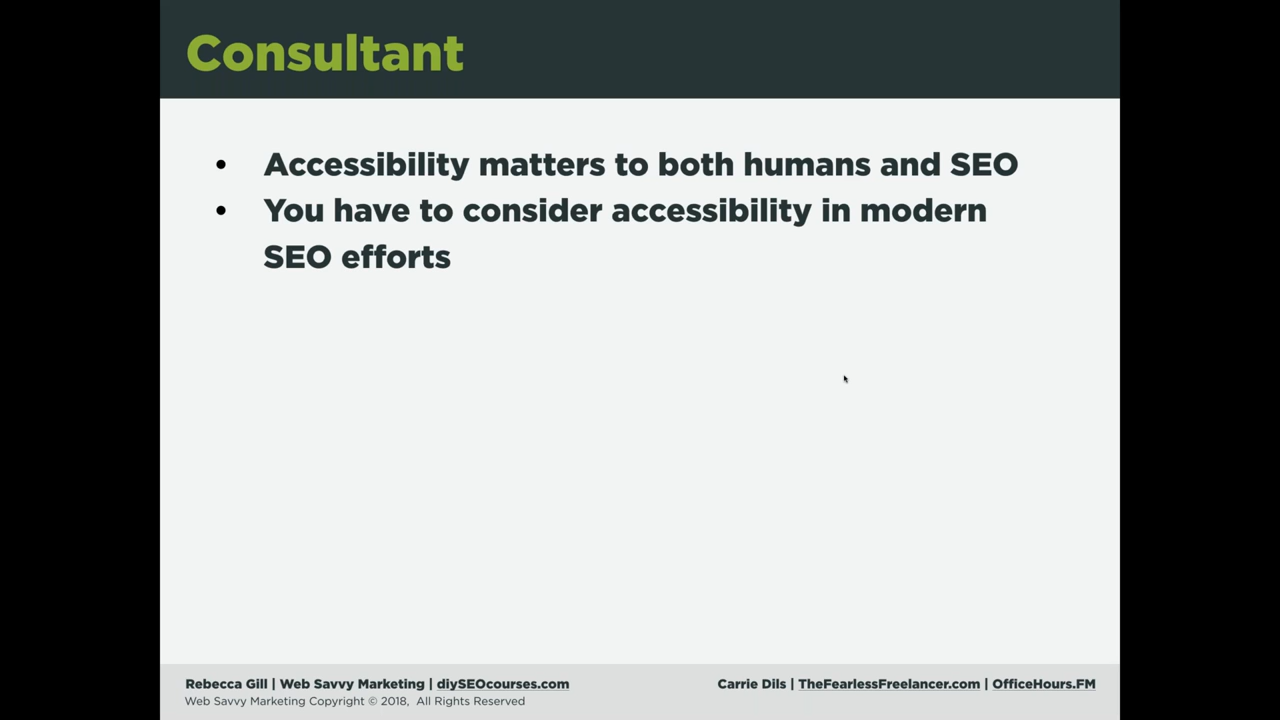 Consultant
• Accessibility matters to both humans and SEO
• You have to consider accessibility in modern
SEO efforts
Rebecca Gill | Web Savvy Marketing | diySEOcourses.com
Web Savvy Marketing Copyright © 2018, All Rights Reserved
Carrie Dils | TheFearlessFreelancer.com | OfficeHours.FM